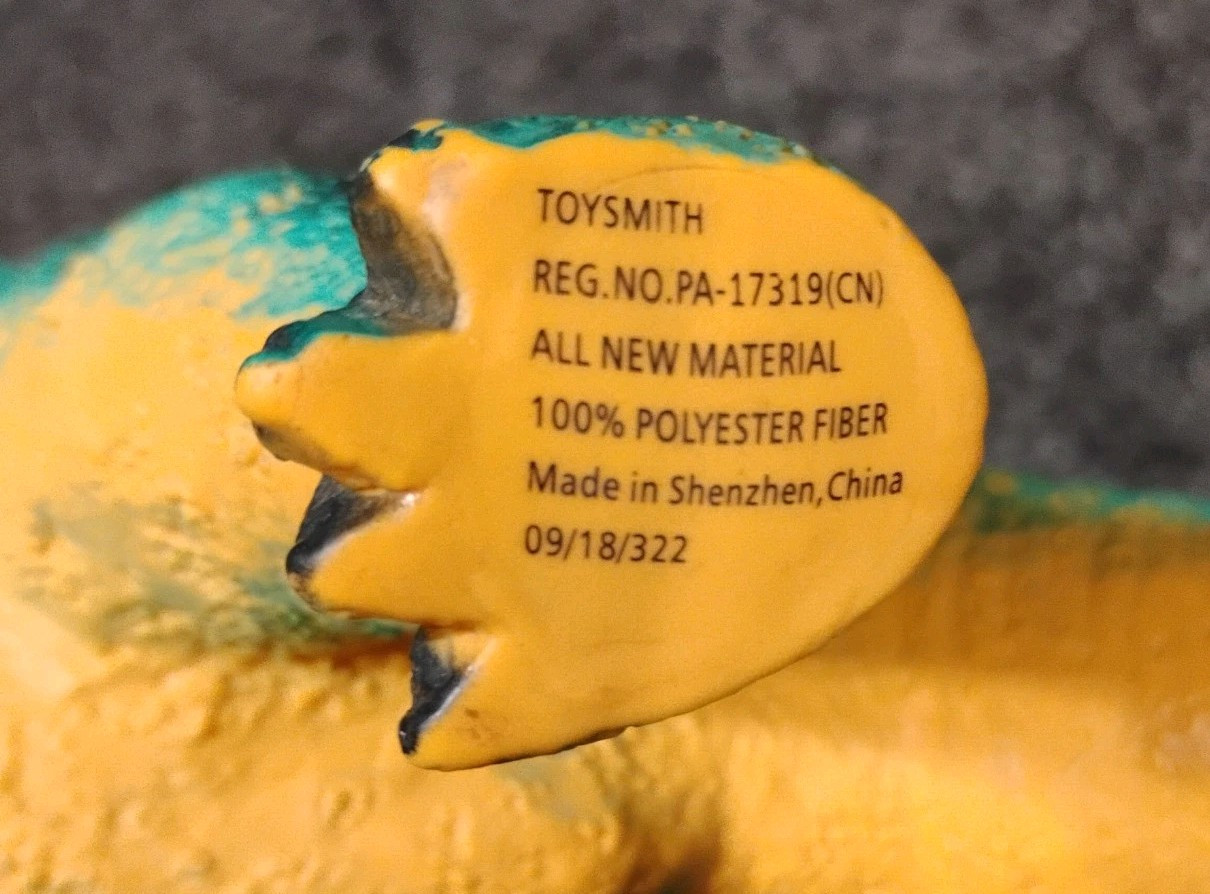 TOYSMITH
REG.NO.PA-17319(CN)
ALL NEW MATERIAL
100% POLYESTER FIBER
Made in Shenzhen,China
09/18/322